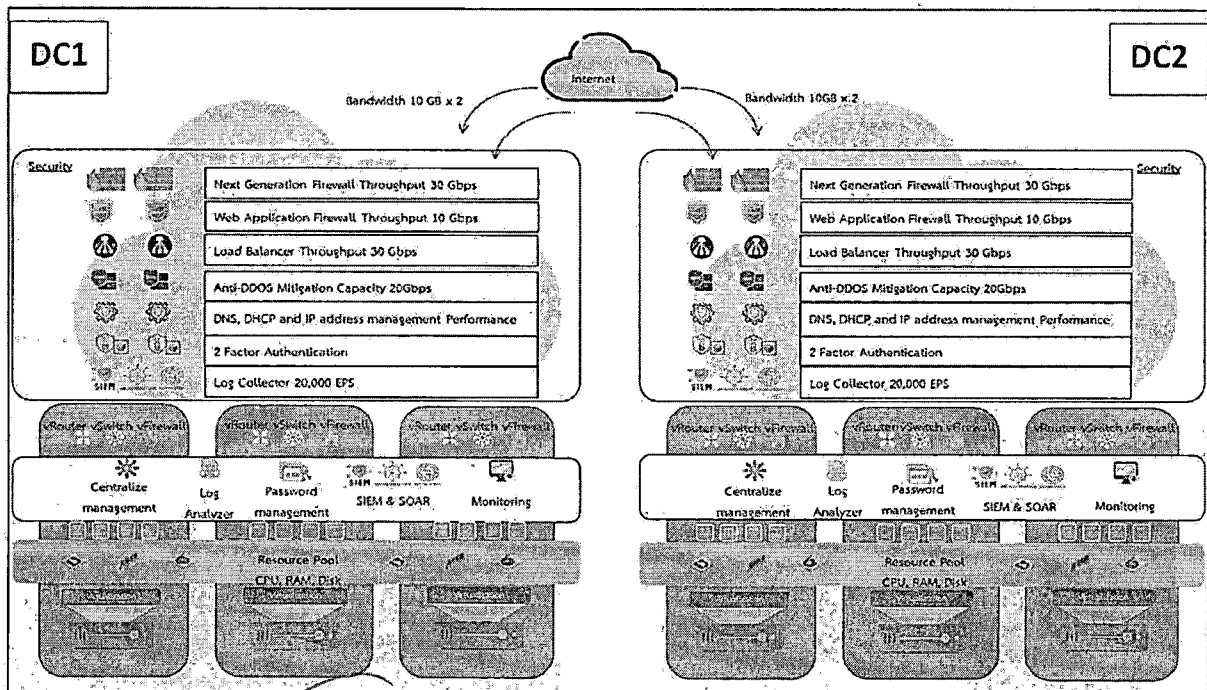 DC1
DC2
Internet
Bandwidth 10 GB x 2
Bandwidth 10GB x 2
Security
Next Generation Firewall Throughput 30 Gbps
Web Application Firewall Throughput 10 Gbps
Load Balancer Throughput 30 Gbps
Anti-DDOS Mitigation Capacity 20Gbps
DNS, DHCP and IP address management Performance
2 Factor Authentication
SIEM
Log Collector 20,000 EPS
vRouter vSwitch vFirewall
vRouter vSwitch vFirewall
vRouter vSwitch vFirewall
Centralize management
Log Analyzer
Password management
SIEM
SIEM & SOAR
Monitoring
Resource Pool
CPU, RAM, Disk
Security
Next Generation Firewall Throughput 30 Gbps
Web Application Firewall Throughput 10 Gbps
Load Balancer Throughput 30 Gbps
Anti-DDOS Mitigation Capacity 20Gbps
DNS, DHCP and IP address management Performance
2 Factor Authentication
SIEM
Log Collector 20,000 EPS
vRouter vSwitch vFirewall
vRouter vSwitch vFirewall
vRouter vSwitch vFirewall
Centralize management
Log Analyzer
Password management
SIEM
SIEM & SOAR
Monitoring
Resource Pool
CPU, RAM, Disk